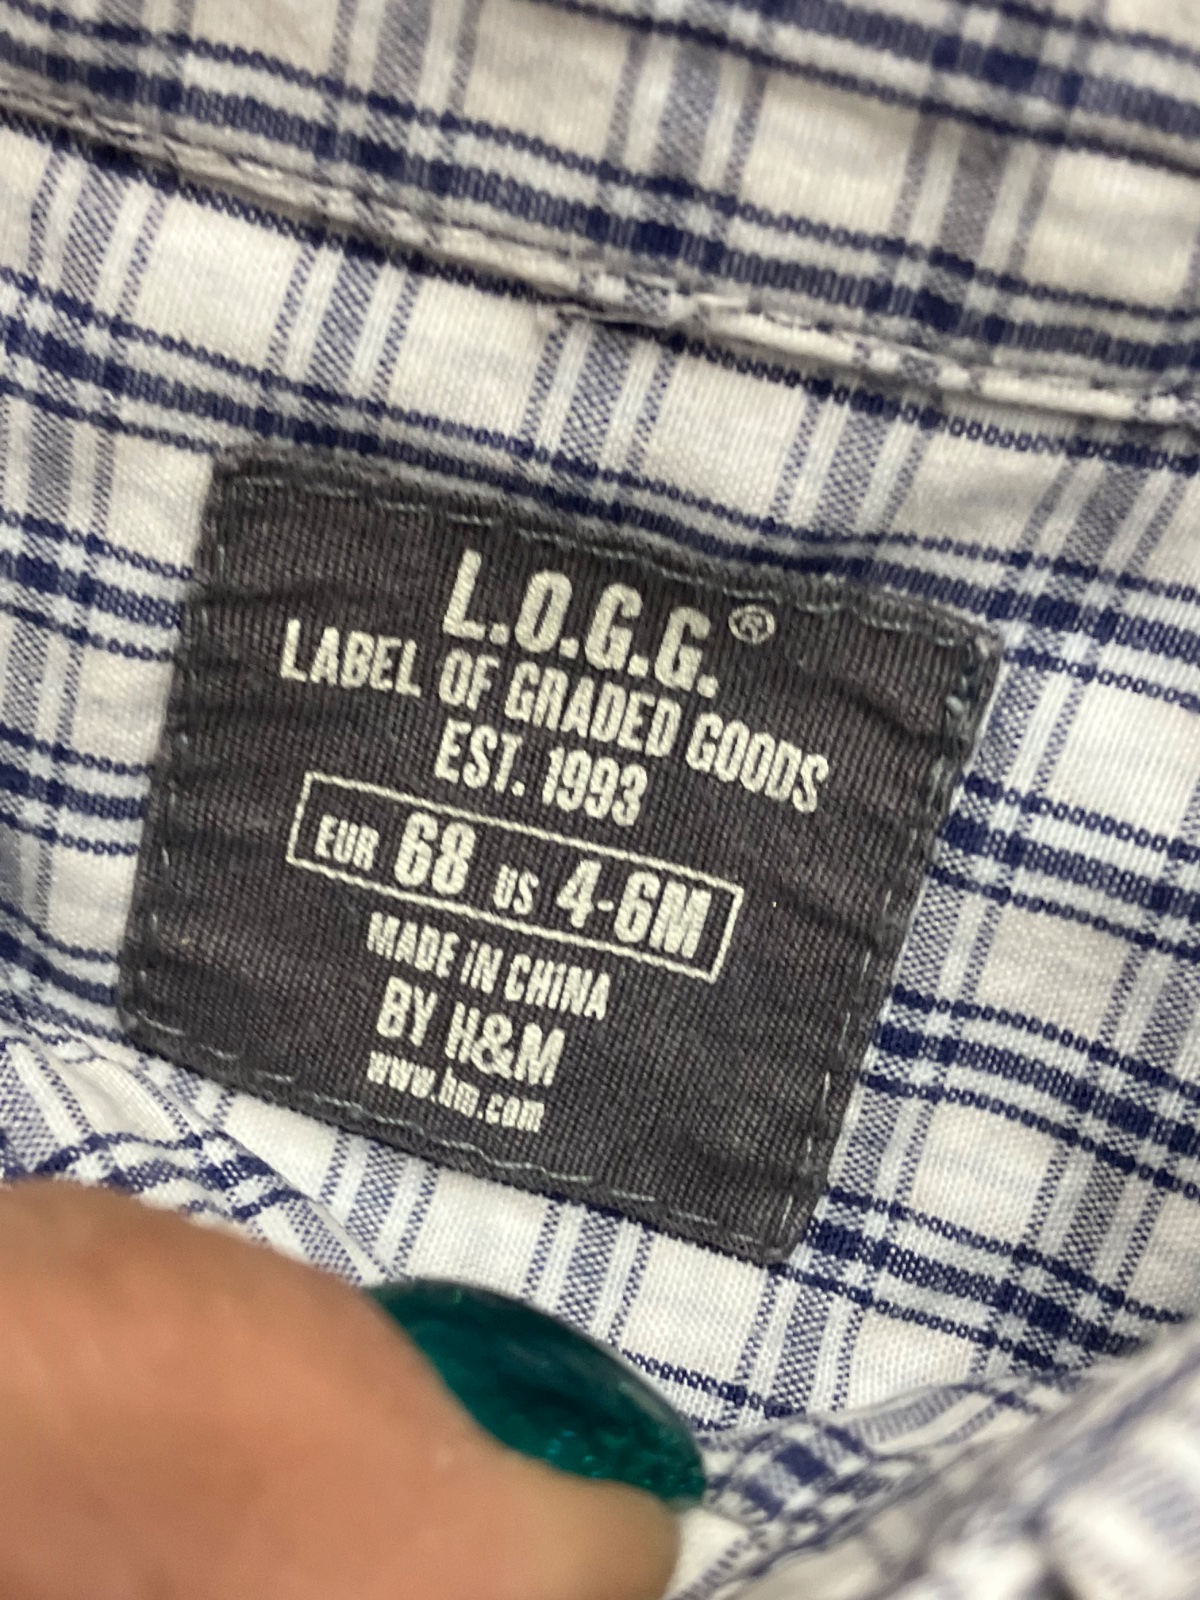 L.O.G.G.®
LABEL OF GRADED GOODS
EST. 1993
EUR 68 US 4-6M
MADE IN CHINA
BY H&M
www.hm.com